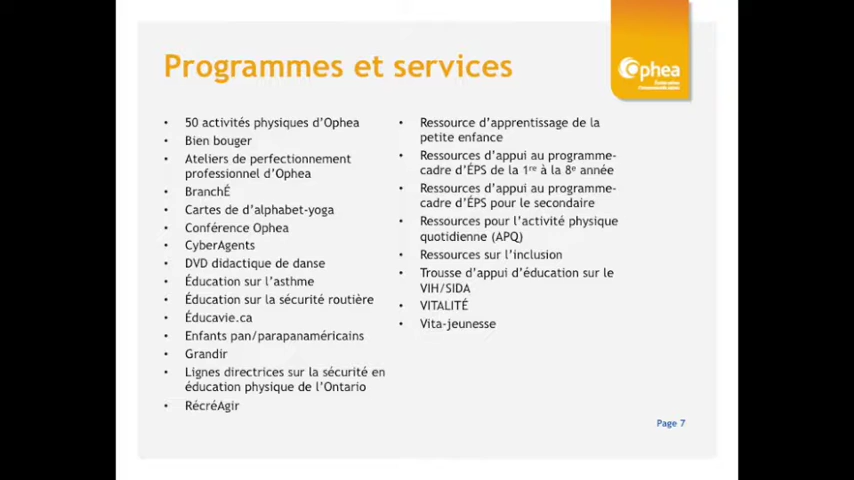 Programmes et services
Ophea
50 activités physiques d'Ophea
Bien bouger
Ateliers de perfectionnement
professionnel d'Ophea
BranchÉ
Cartes de d'alphabet-yoga
Conférence Ophea
CyberAgents
DVD didactique de danse
Éducation sur l'asthme
Éducation sur la sécurité routière
Éducavie.ca
Enfants pan/parapanaméricains
Grandir
Lignes directrices sur la sécurité en
éducation physique de l'Ontario
RécréAgir
Ressource d'apprentissage de la
petite enfance
Ressources d'appui au programme-
cadre d'ÉPS de la 1re à la 8e année
Ressources d'appui au programme-
cadre d'ÉPS pour le secondaire
Ressources pour l'activité physique
quotidienne (APQ)
Ressources sur l'inclusion
Trousse d'appui d'éducation sur le
VIH/SIDA
VITALITÉ
Vita-jeunesse
Page 7